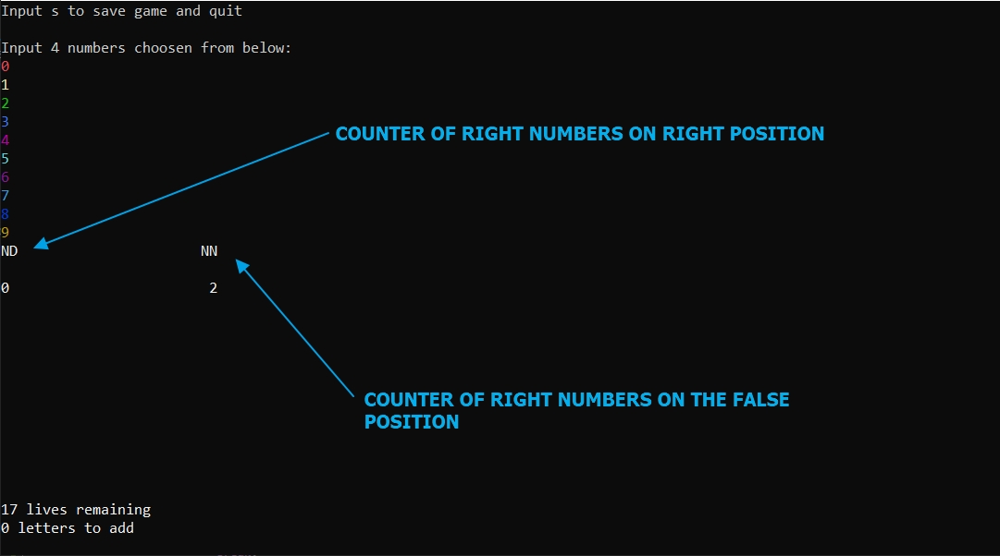 Input s to save game and quit
Input 4 numbers choosen from below:
0
1
2
3
COUNTER OF RIGHT NUMBERS ON RIGHT POSITION
4
5
6
7
8
9
ND NN
0 2
COUNTER OF RIGHT NUMBERS ON THE FALSE
POSITION
17 lives remaining
0 letters to add